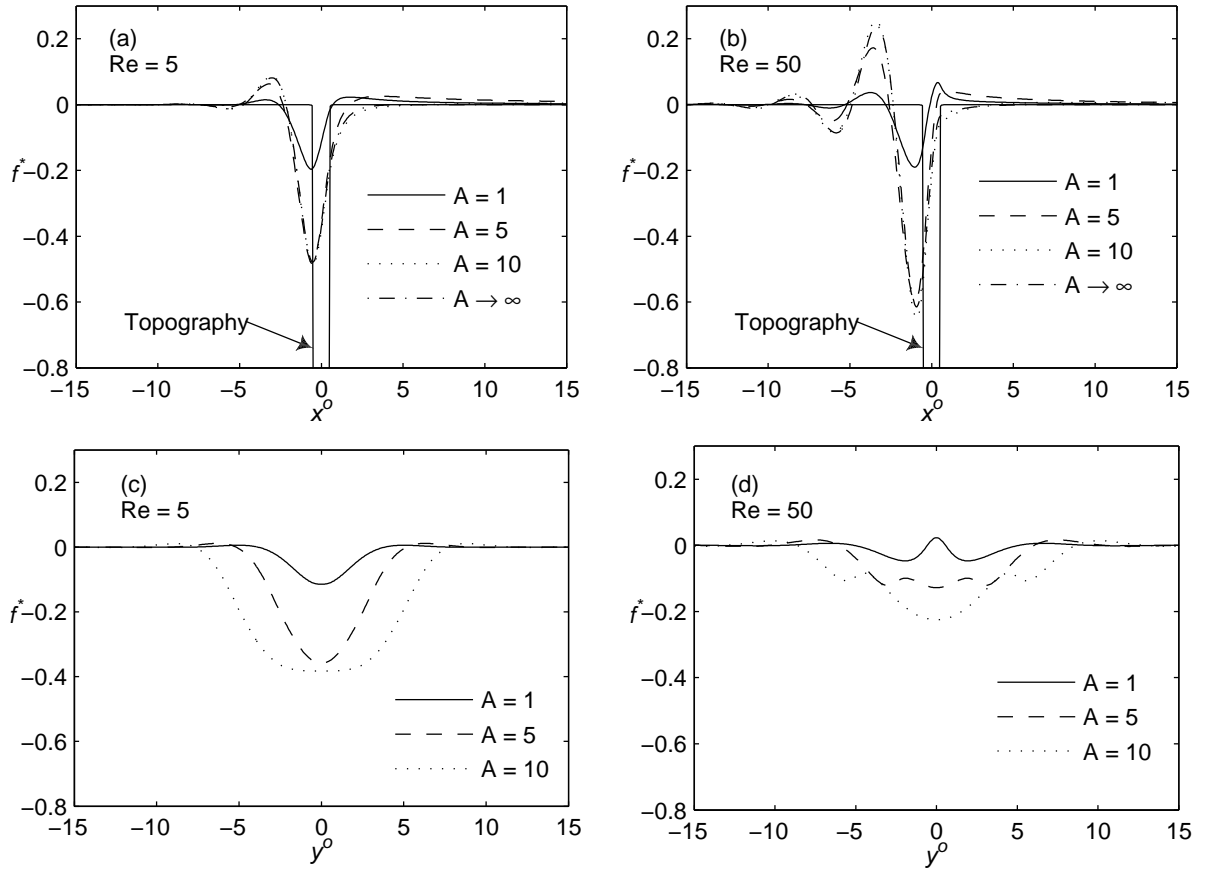 (a)
Re = 5
0.2
0
−0.2
−0.4
−0.6
−0.8
f*
A = 1
A = 5
A = 10
A → ∞
Topography
−15 −10 −5 0 5 10 15
x^o
(b)
Re = 50
0.2
0
−0.2
−0.4
−0.6
−0.8
f*
A = 1
A = 5
A = 10
A → ∞
Topography
−15 −10 −5 0 5 10 15
x^o
(c)
Re = 5
0.2
0
−0.2
−0.4
−0.6
−0.8
f*
A = 1
A = 5
A = 10
−15 −10 −5 0 5 10 15
y^o
(d)
Re = 50
0.2
0
−0.2
−0.4
−0.6
−0.8
f*
A = 1
A = 5
A = 10
−15 −10 −5 0 5 10 15
y^o